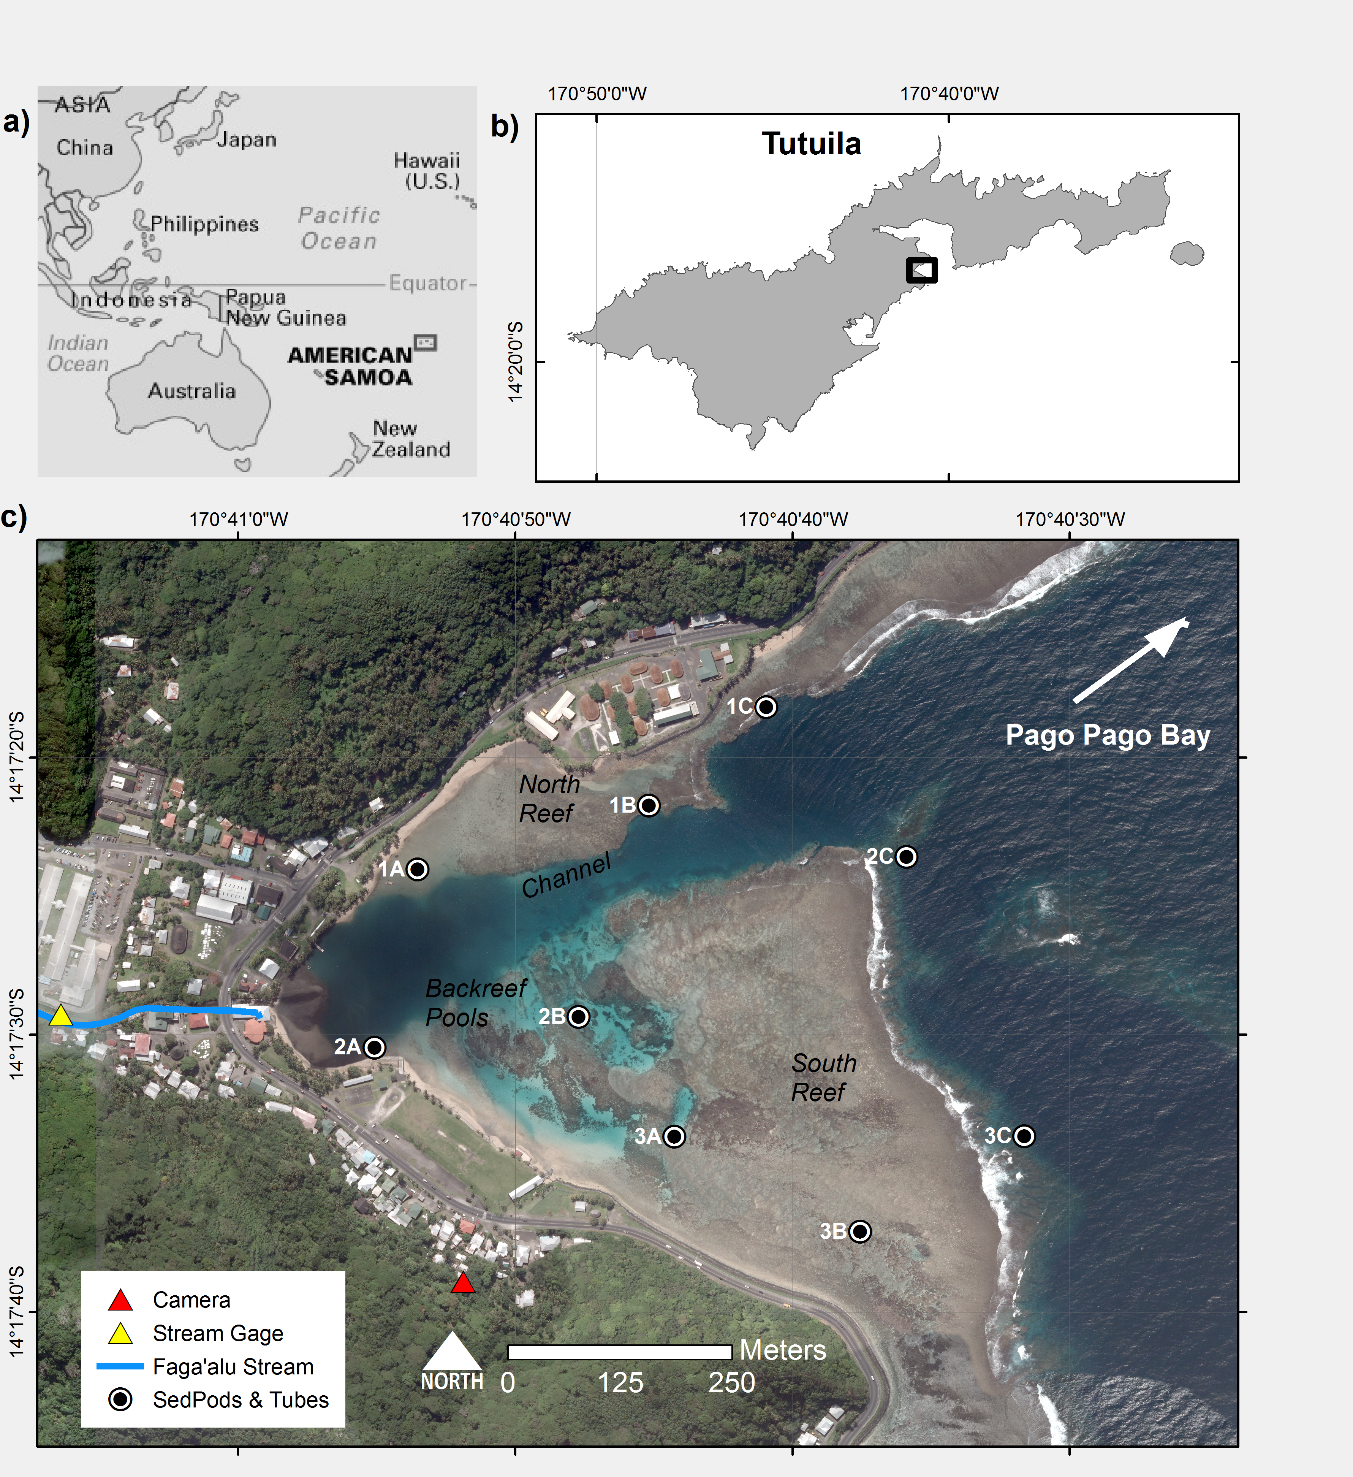 a)
ASIA
China
Japan
Hawaii
(U.S.)
Pacific
Ocean
Philippines
Equator
Indonesia
Papua
New Guinea
Indian
Ocean
AMERICAN
SAMOA
Australia
New
Zealand
b)
170°50'0"W
170°40'0"W
Tutuila
14°20'0"S
c)
170°41'0"W
170°40'50"W
170°40'40"W
170°40'30"W
14°17'20"S
14°17'30"S
14°17'40"S
Pago Pago Bay
1C
North
Reef
1B
1A
Channel
2C
Backreef
Pools
2B
2A
South
Reef
3A
3C
3B
Camera
Stream Gage
Faga'alu Stream
SedPods & Tubes
NORTH
0
125
250
Meters